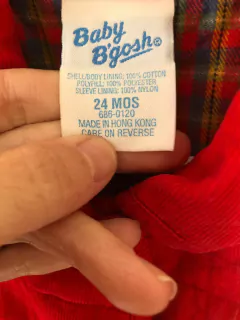 Baby
B'gosh®
SHELL/BODY LINING: 100% COTTON
POLYFILL: 100% POLYESTER
SLEEVE LINING: 100% NYLON
24 MOS
686-0120
MADE IN HONG KONG
CARE ON REVERSE